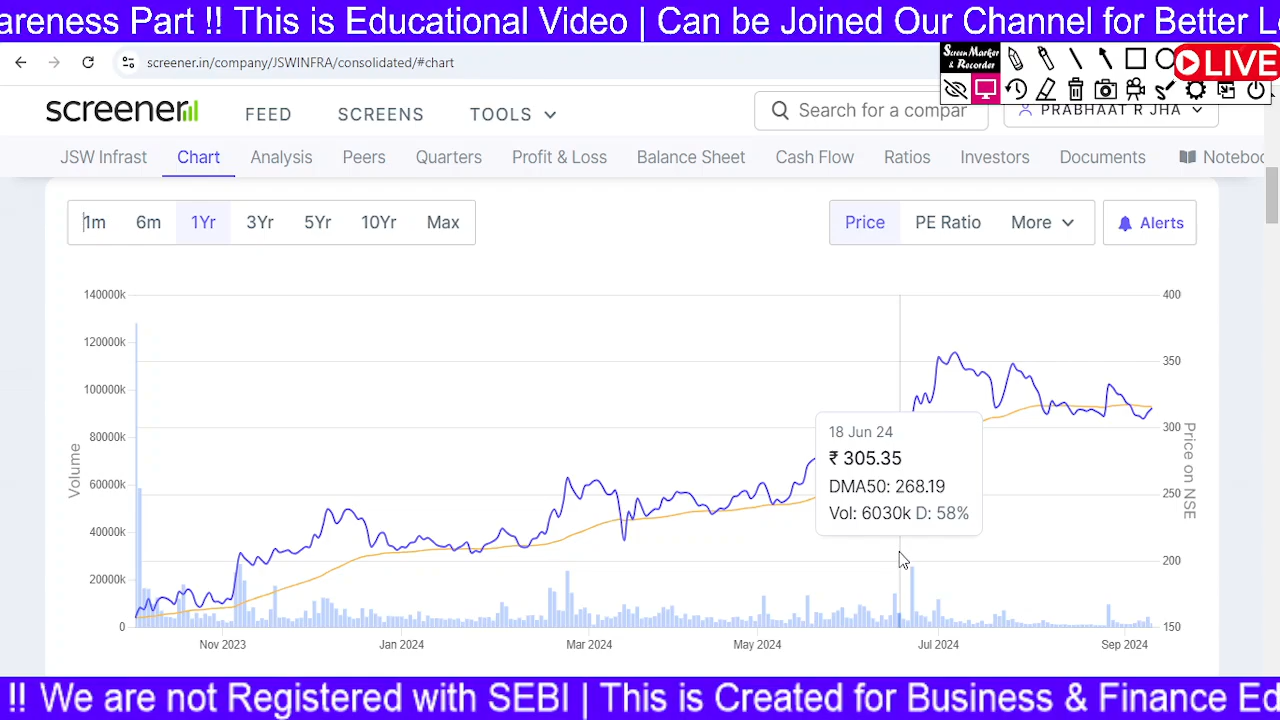 areness Part !! This is Educational Video | Can be Joined Our Channel for Better L
screener.in/company/JSWINFRA/consolidated/#chart
Screen Marker & Recorder
LIVE
screener
FEED
SCREENS
TOOLS
Search for a compar
PRABHAAT R JHA
JSW Infrast
Chart
Analysis
Peers
Quarters
Profit & Loss
Balance Sheet
Cash Flow
Ratios
Investors
Documents
Noteboo
1m
6m
1Yr
3Yr
5Yr
10Yr
Max
Price
PE Ratio
More
Alerts
140000k
120000k
100000k
80000k
60000k
40000k
20000k
0
Volume
400
350
300
250
200
150
Price on NSE
18 Jun 24
₹ 305.35
DMA50: 268.19
Vol: 6030k D: 58%
Nov 2023
Jan 2024
Mar 2024
May 2024
Jul 2024
Sep 2024
!! We are not Registered with SEBI | This is Created for Business & Finance Ed